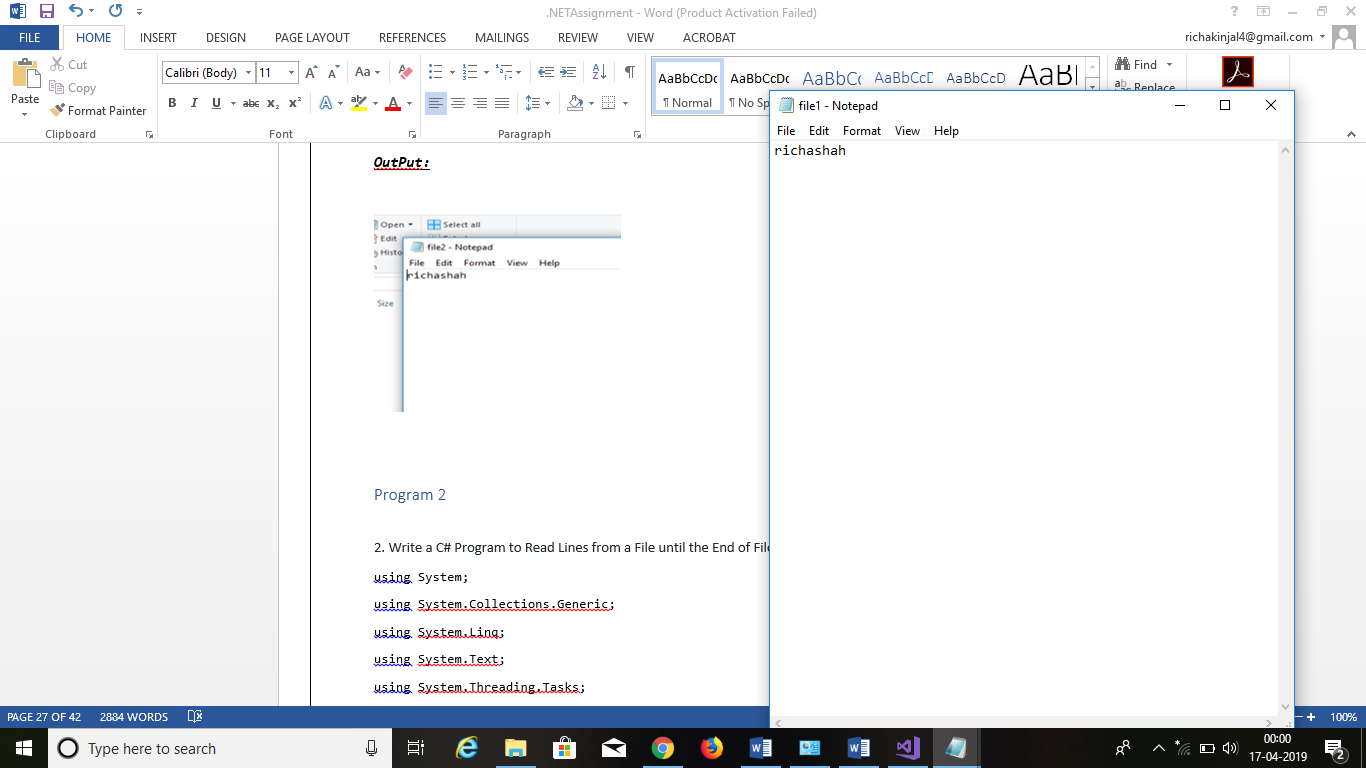 .NETAssignment - Word (Product Activation Failed)
FILE HOME INSERT DESIGN PAGE LAYOUT REFERENCES MAILINGS REVIEW VIEW ACROBAT richakinjal4@gmail.com
Paste
Cut
Copy
Format Painter
Clipboard
Calibri (Body) 11
Font
Paragraph
AaBbCcDc AaBbCcDc AaBbCc AaBbCcD AaBbCcD AaBl
¶ Normal ¶ No Sp
Find
Replace
OutPut:
Open Select all
Edit
Histo
Size
file2 - Notepad
File Edit Format View Help
richashah
Program 2
2. Write a C# Program to Read Lines from a File until the End of File
using System;
using System.Collections.Generic;
using System.Linq;
using System.Text;
using System.Threading.Tasks;
file1 - Notepad
File Edit Format View Help
richashah
PAGE 27 OF 42 2884 WORDS 100%
Type here to search
00:00
17-04-2019
2